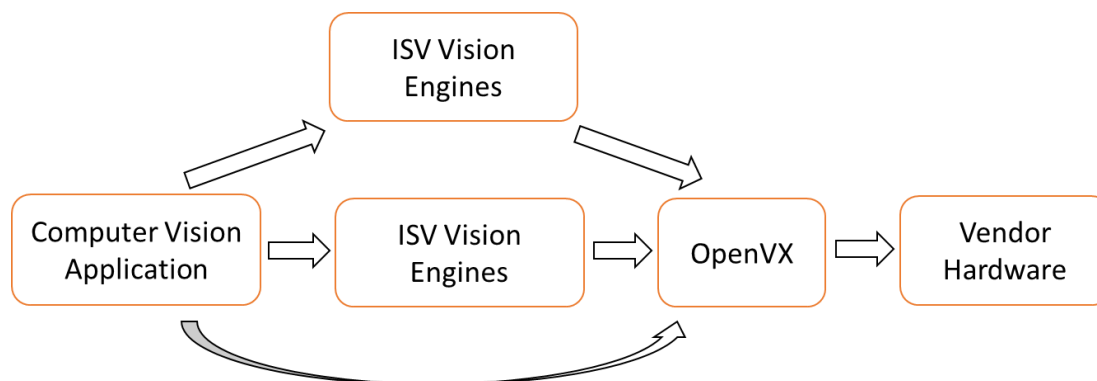 ISV Vision
Engines
Computer Vision
Application
ISV Vision
Engines
OpenVX
Vendor
Hardware